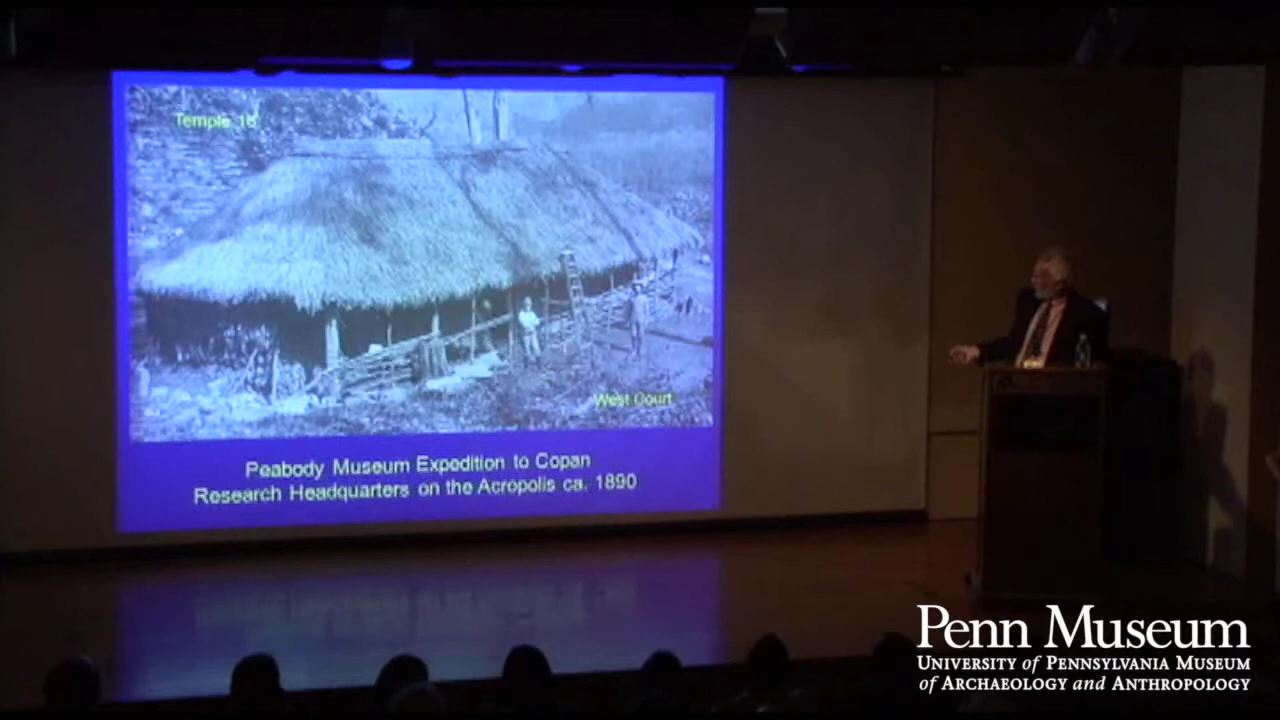 Temple 16
West Court
Peabody Museum Expedition to Copan
Research Headquarters on the Acropolis ca. 1890
Penn Museum
UNIVERSITY of PENNSYLVANIA MUSEUM
of ARCHAEOLOGY and ANTHROPOLOGY